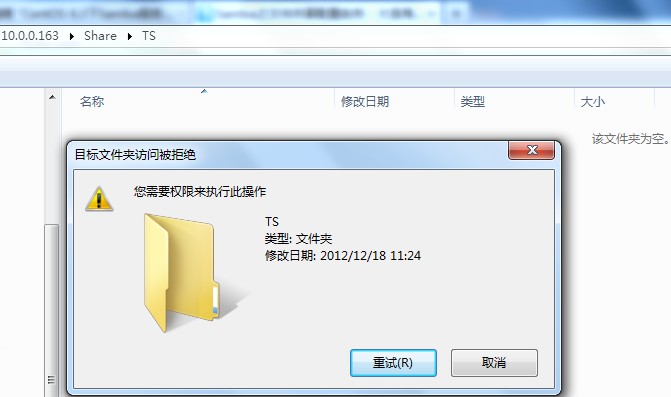 10.0.0.163 ▸ Share ▸ TS
名称 修改日期 类型 大小
该文件夹为空。
目标文件夹访问被拒绝
您需要权限来执行此操作
TS
类型: 文件夹
修改日期: 2012/12/18 11:24
重试(R) 取消